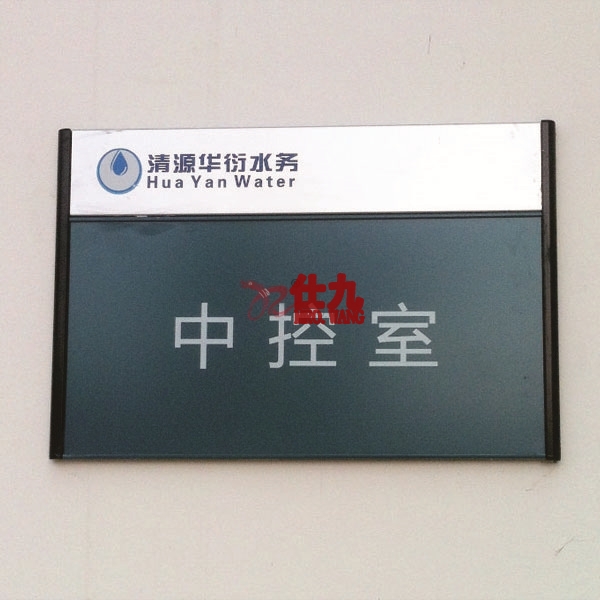 清源华衍水务
Hua Yan Water
仕九
中控室